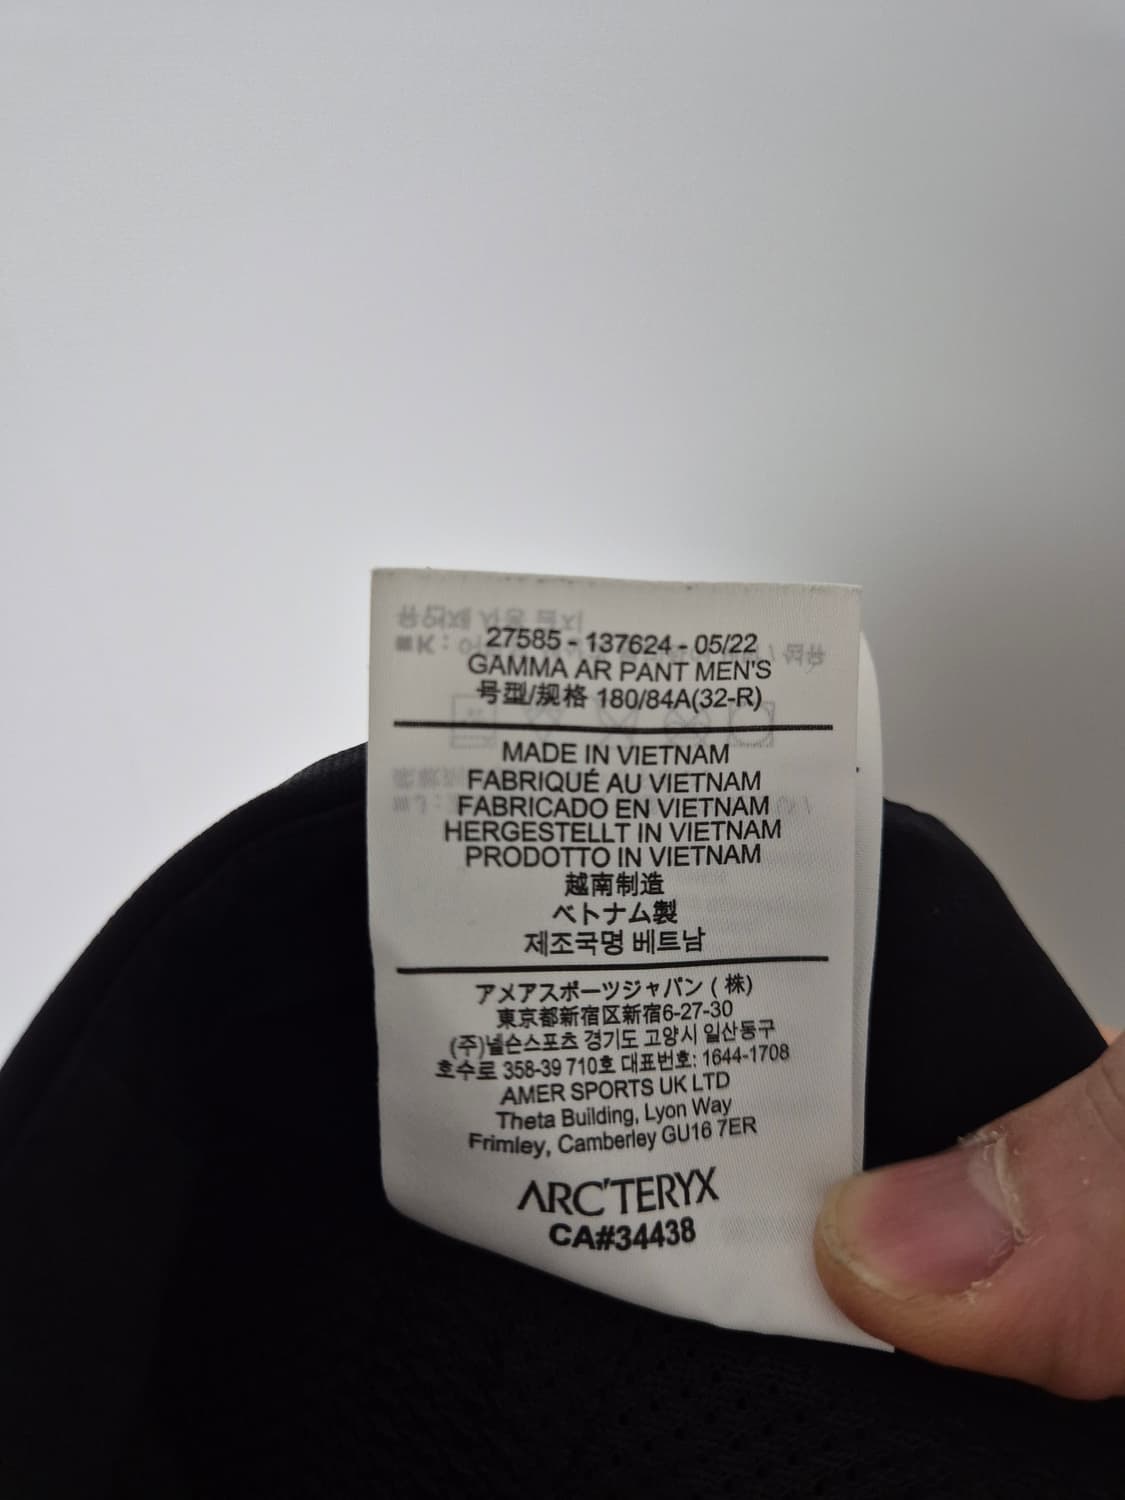 27585 - 137624 - 05/22
GAMMA AR PANT MEN'S
号型/规格 180/84A(32-R)
MADE IN VIETNAM
FABRIQUÉ AU VIETNAM
FABRICADO EN VIETNAM
HERGESTELLT IN VIETNAM
PRODOTTO IN VIETNAM
越南制造
ベトナム製
제조국명 베트남
アメアスポーツジャパン ( 株)
東京都新宿区新宿6-27-30
(주)넬슨스포츠 경기도 고양시 일산동구
호수로 358-39 710호 대표번호: 1644-1708
AMER SPORTS UK LTD
Theta Building, Lyon Way
Frimley, Camberley GU16 7ER
ARC'TERYX
CA#34438